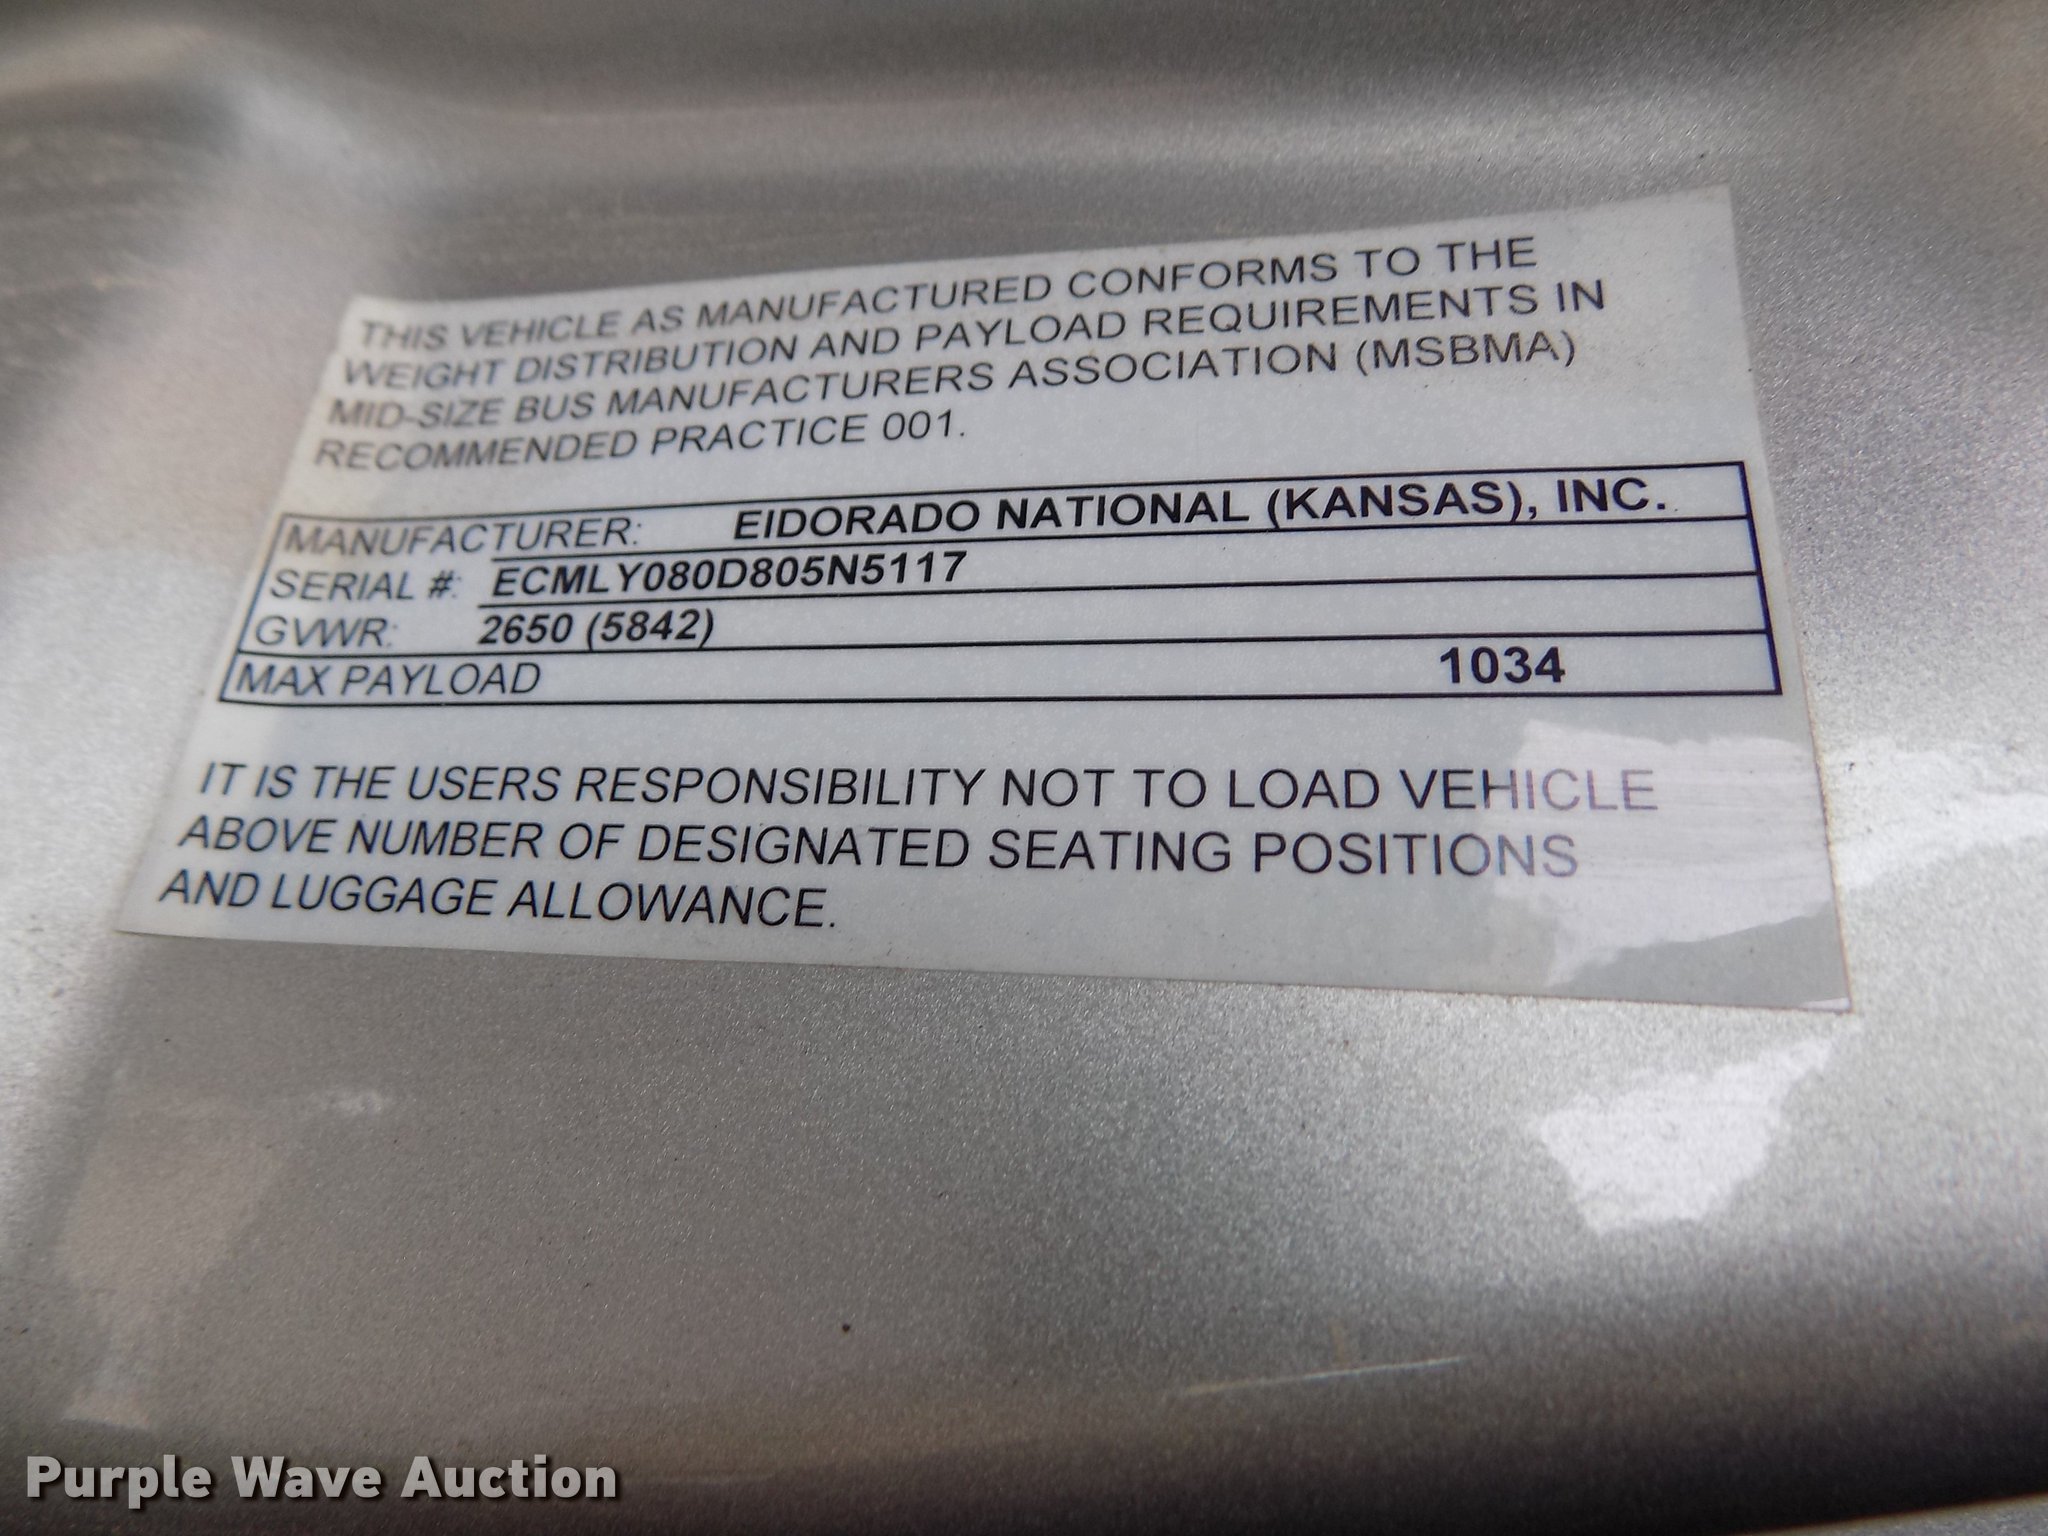 THIS VEHICLE AS MANUFACTURED CONFORMS TO THE
WEIGHT DISTRIBUTION AND PAYLOAD REQUIREMENTS IN
MID-SIZE BUS MANUFACTURERS ASSOCIATION (MSBMA)
RECOMMENDED PRACTICE 001.
MANUFACTURER: EIDORADO NATIONAL (KANSAS), INC.
SERIAL #: ECMLY080D805N5117
GVWR: 2650 (5842)
MAX PAYLOAD 1034
IT IS THE USERS RESPONSIBILITY NOT TO LOAD VEHICLE
ABOVE NUMBER OF DESIGNATED SEATING POSITIONS
AND LUGGAGE ALLOWANCE.
Purple Wave Auction